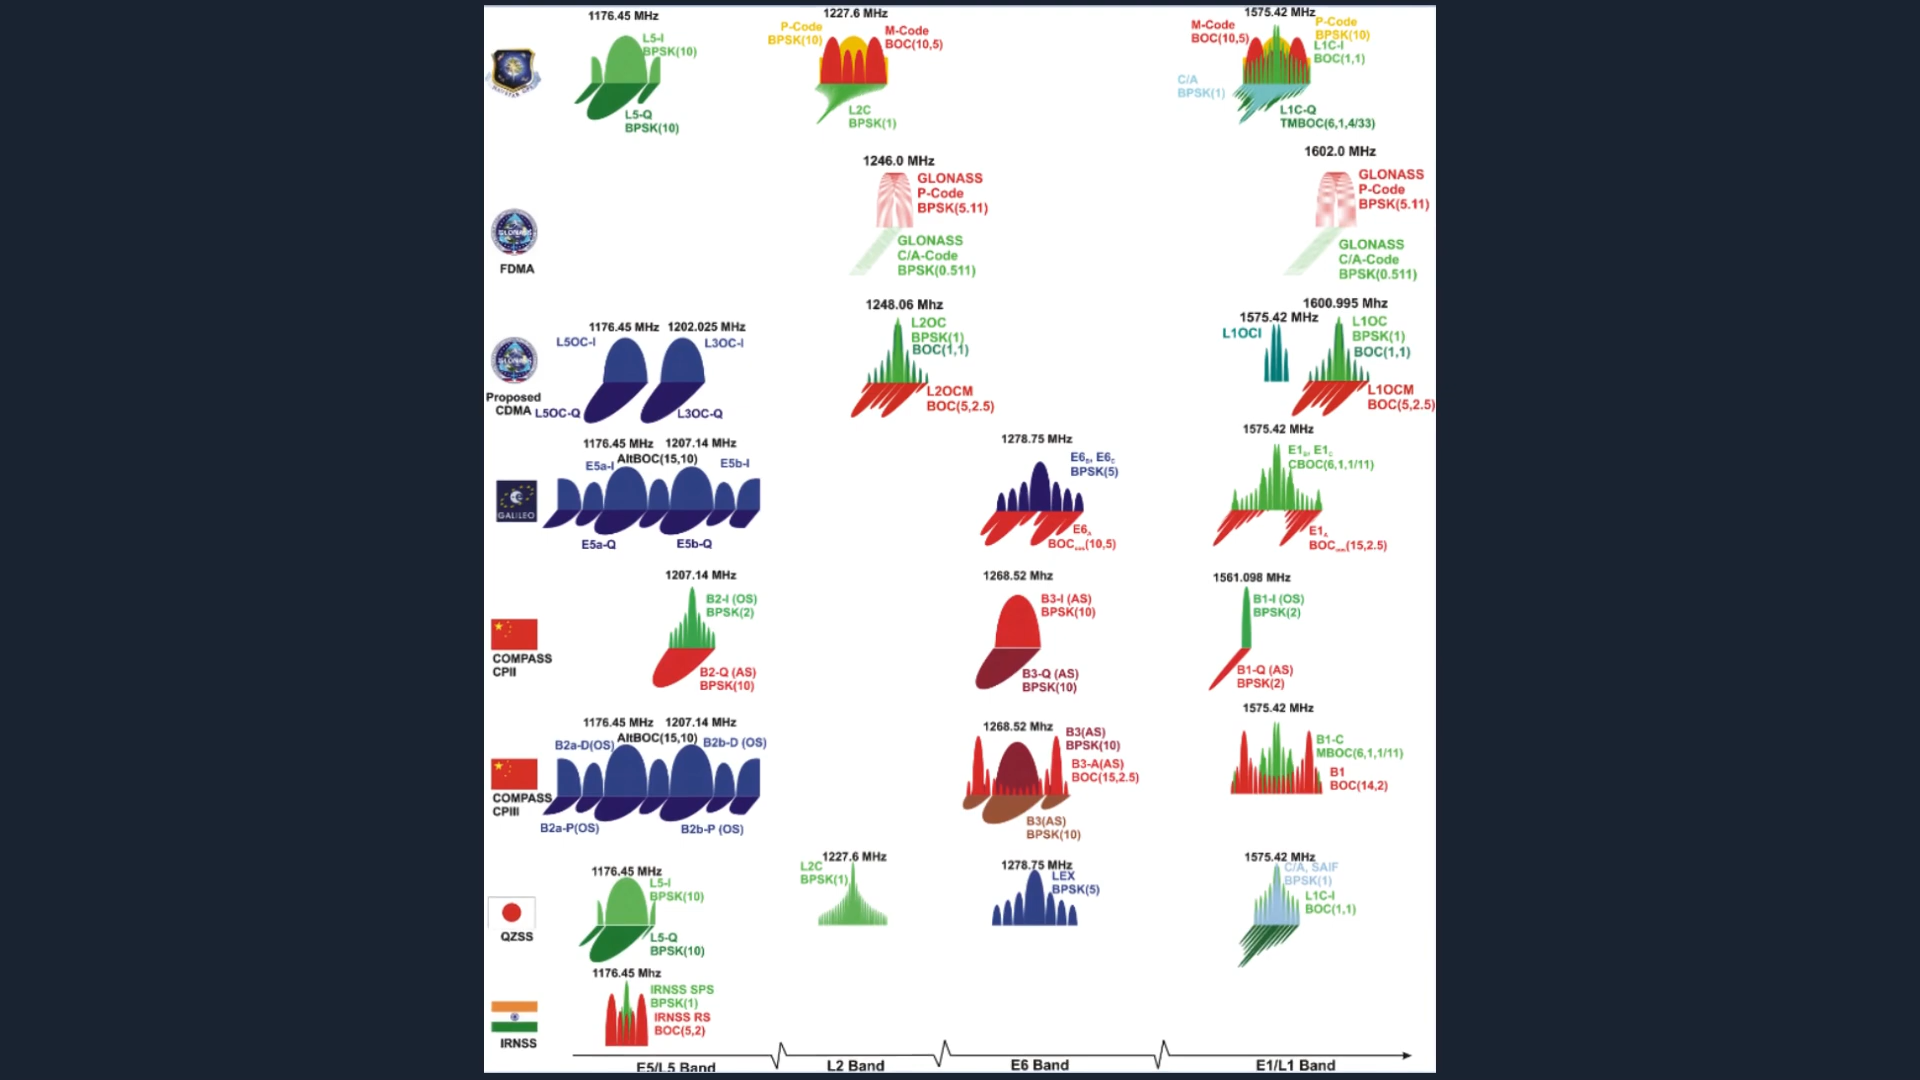 1176.45 MHz
L5-I
BPSK(10)
L5-Q
BPSK(10)
1227.6 MHz
P-Code
BPSK(10)
M-Code
BOC(10,5)
L2C
BPSK(1)
1575.42 MHz
M-Code
BOC(10,5)
P-Code
BPSK(10)
L1C-I
BOC(1,1)
C/A
BPSK(1)
L1C-Q
TMBOC(6,1,4/33)
FDMA
1246.0 MHz
GLONASS
P-Code
BPSK(5.11)
GLONASS
C/A-Code
BPSK(0.511)
1602.0 MHz
GLONASS
P-Code
BPSK(5.11)
GLONASS
C/A-Code
BPSK(0.511)
Proposed
CDMA
1176.45 MHz 1202.025 MHz
L5OC-I
L3OC-I
L5OC-Q
L3OC-Q
1248.06 Mhz
L2OC
BPSK(1)
BOC(1,1)
L2OCM
BOC(5,2.5)
1575.42 MHz
L1OCI
1600.995 Mhz
L1OC
BPSK(1)
BOC(1,1)
L1OCM
BOC(5,2.5)
GALILEO
1176.45 MHz 1207.14 MHz
AltBOC(15,10)
E5a-I
E5b-I
E5a-Q
E5b-Q
1278.75 MHz
E6B, E6C
BPSK(5)
E6A
BOC (10,5)
1575.42 MHz
E1B, E1C
CBOC(6,1,1/11)
E1A
BOC (15,2.5)
COMPASS
CPII
1207.14 MHz
B2-I (OS)
BPSK(2)
B2-Q (AS)
BPSK(10)
1268.52 Mhz
B3-I (AS)
BPSK(10)
B3-Q (AS)
BPSK(10)
1561.098 MHz
B1-I (OS)
BPSK(2)
B1-Q (AS)
BPSK(2)
COMPASS
CPIII
1176.45 MHz 1207.14 MHz
AltBOC(15,10)
B2a-D(OS)
B2b-D (OS)
B2a-P(OS)
B2b-P (OS)
1268.52 Mhz
B3(AS)
BPSK(10)
B3-A(AS)
BOC(15,2.5)
B3(AS)
BPSK(10)
1575.42 MHz
B1-C
MBOC(6,1,1/11)
B1
BOC(14,2)
QZSS
1176.45 MHz
L5-I
BPSK(10)
L5-Q
BPSK(10)
1227.6 MHz
L2C
BPSK(1)
1278.75 MHz
LEX
BPSK(5)
1575.42 MHz
C/A, SAIF
BPSK(1)
L1C-I
BOC(1,1)
IRNSS
1176.45 Mhz
IRNSS SPS
BPSK(1)
IRNSS RS
BOC(5,2)
E5/L5 Band
L2 Band
E6 Band
E1/L1 Band